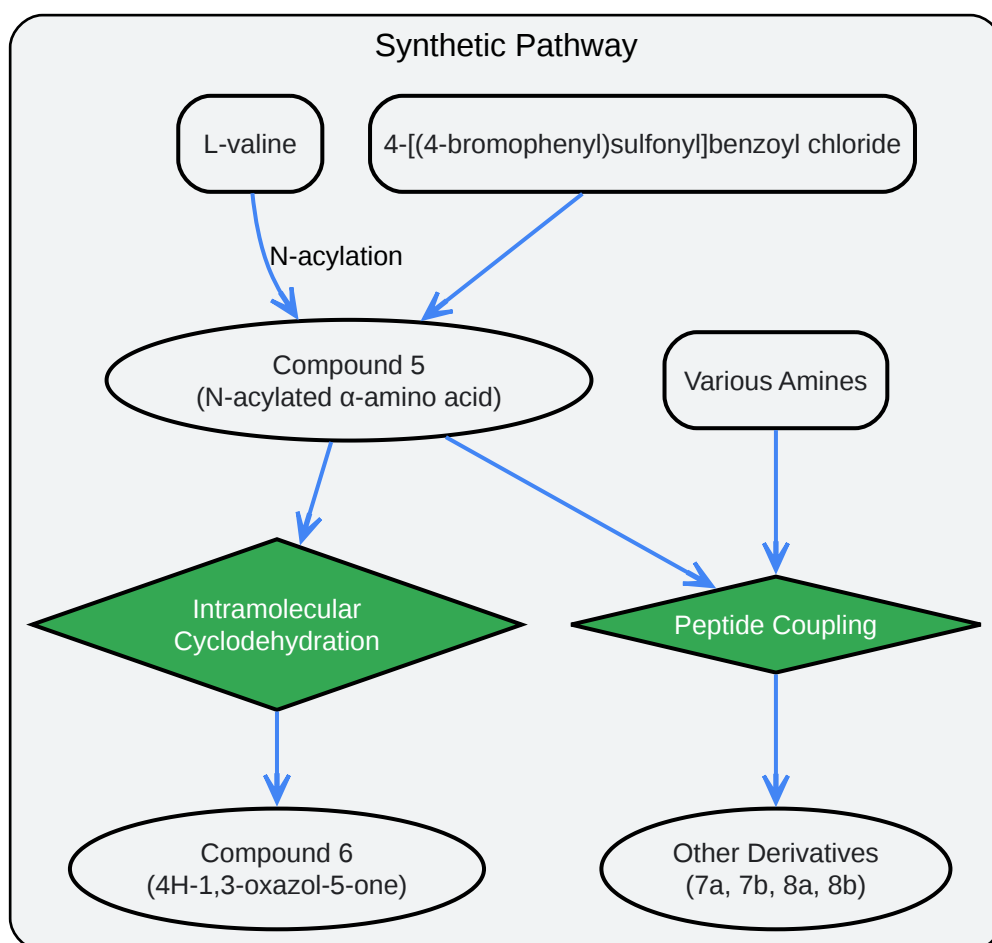 Synthetic Pathway
L-valine
4-[(4-bromophenyl)sulfonyl]benzoyl chloride
N-acylation
Compound 5
(N-acylated α-amino acid)
Various Amines
Intramolecular
Cyclodehydration
Peptide Coupling
Compound 6
(4H-1,3-oxazol-5-one)
Other Derivatives
(7a, 7b, 8a, 8b)